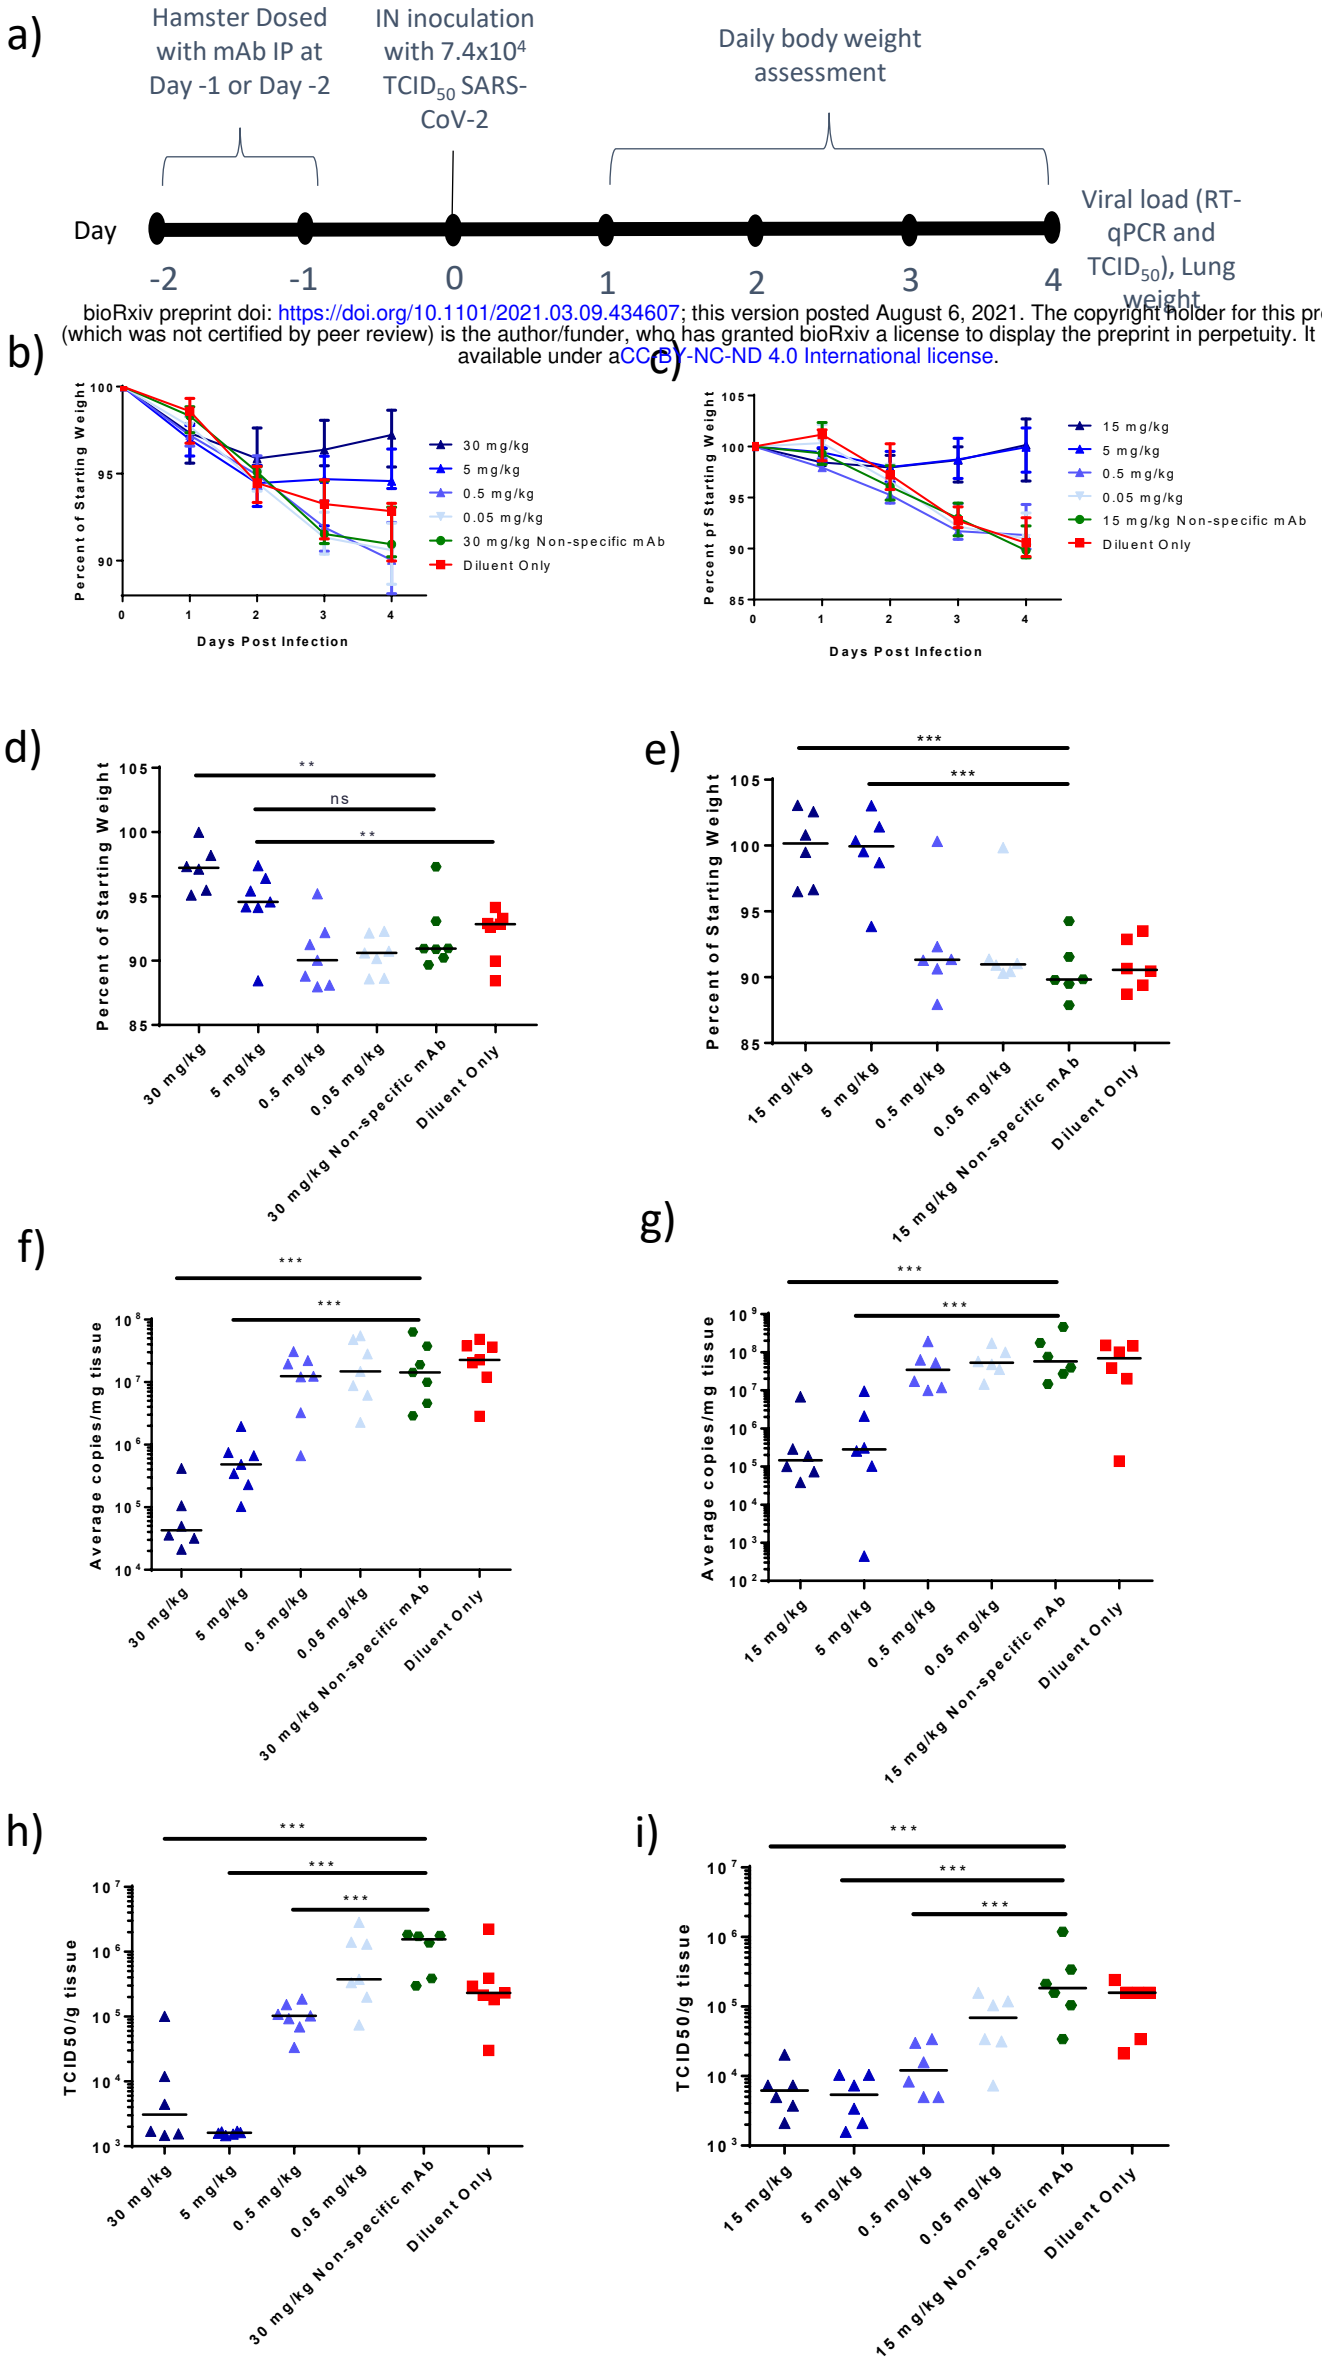 a)
Hamster Dosed
with mAb IP at
Day -1 or Day -2
IN inoculation
with 7.4x10⁴
TCID₅₀ SARS-
CoV-2
Daily body weight
assessment
Day
-2
-1
0
1
2
3
4
Viral load (RT-
qPCR and
TCID₅₀), Lung
weight
bioRxiv preprint doi: https://doi.org/10.1101/2021.03.09.434607; this version posted August 6, 2021. The copyright holder for this pre
(which was not certified by peer review) is the author/funder, who has granted bioRxiv a license to display the preprint in perpetuity. It
available under aCC-BY-NC-ND 4.0 International license.
b)
Percent of Starting Weight
100
95
90
0
1
2
3
4
Days Post Infection
30 mg/kg
5 mg/kg
0.5 mg/kg
0.05 mg/kg
30 mg/kg Non-specific mAb
Diluent Only
c)
Percent pf Starting Weight
105
100
95
90
85
0
1
2
3
4
Days Post Infection
15 mg/kg
5 mg/kg
0.5 mg/kg
0.05 mg/kg
15 mg/kg Non-specific mAb
Diluent Only
d)
Percent of Starting Weight
105
100
95
90
85
**
ns
**
30 mg/kg
5 mg/kg
0.5 mg/kg
0.05 mg/kg
30 mg/kg Non-specific mAb
Diluent Only
e)
Percent of Starting Weight
105
100
95
90
85
***
***
15 mg/kg
5 mg/kg
0.5 mg/kg
0.05 mg/kg
15 mg/kg Non-specific mAb
Diluent Only
f)
Average copies/mg tissue
10⁸
10⁷
10⁶
10⁵
10⁴
***
***
30 mg/kg
5 mg/kg
0.5 mg/kg
0.05 mg/kg
30 mg/kg Non-specific mAb
Diluent Only
g)
Average copies/mg tissue
10⁹
10⁸
10⁷
10⁶
10⁵
10⁴
10³
10²
***
***
15 mg/kg
5 mg/kg
0.5 mg/kg
0.05 mg/kg
15 mg/kg Non-specific mAb
Diluent Only
h)
TCID50/g tissue
10⁷
10⁶
10⁵
10⁴
10³
***
***
***
30 mg/kg
5 mg/kg
0.5 mg/kg
0.05 mg/kg
30 mg/kg Non-specific mAb
Diluent Only
i)
TCID50/g tissue
10⁷
10⁶
10⁵
10⁴
10³
***
***
***
15 mg/kg
5 mg/kg
0.5 mg/kg
0.05 mg/kg
15 mg/kg Non-specific mAb
Diluent Only